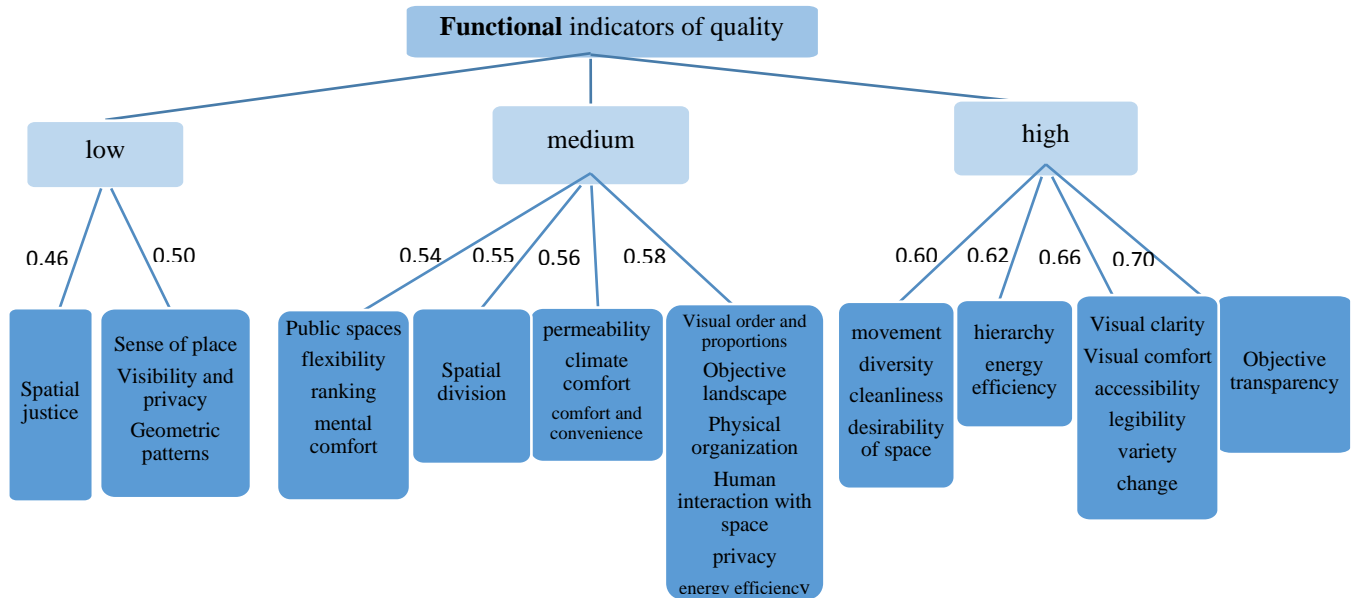 Functional indicators of quality
low
medium
high
0.46
0.50
0.54
0.55
0.56
0.58
0.60
0.62
0.66
0.70
Spatial
justice
Sense of place
Visibility and
privacy
Geometric
patterns
Public spaces
flexibility
ranking
mental
comfort
Spatial
division
permeability
climate
comfort
comfort and
convenience
Visual order and
proportions
Objective
landscape
Physical
organization
Human
interaction with
space
privacy
energy efficiency
movement
diversity
cleanliness
desirability
of space
hierarchy
energy
efficiency
Visual clarity
Visual comfort
accessibility
legibility
variety
change
Objective
transparency